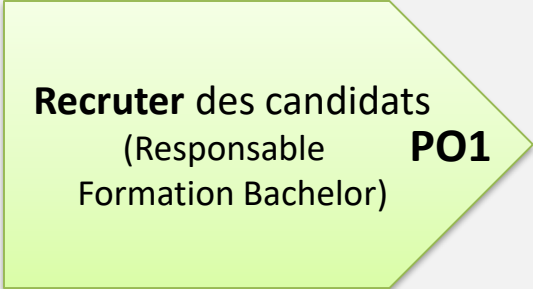 Recruter des candidats
(Responsable PO1
Formation Bachelor)